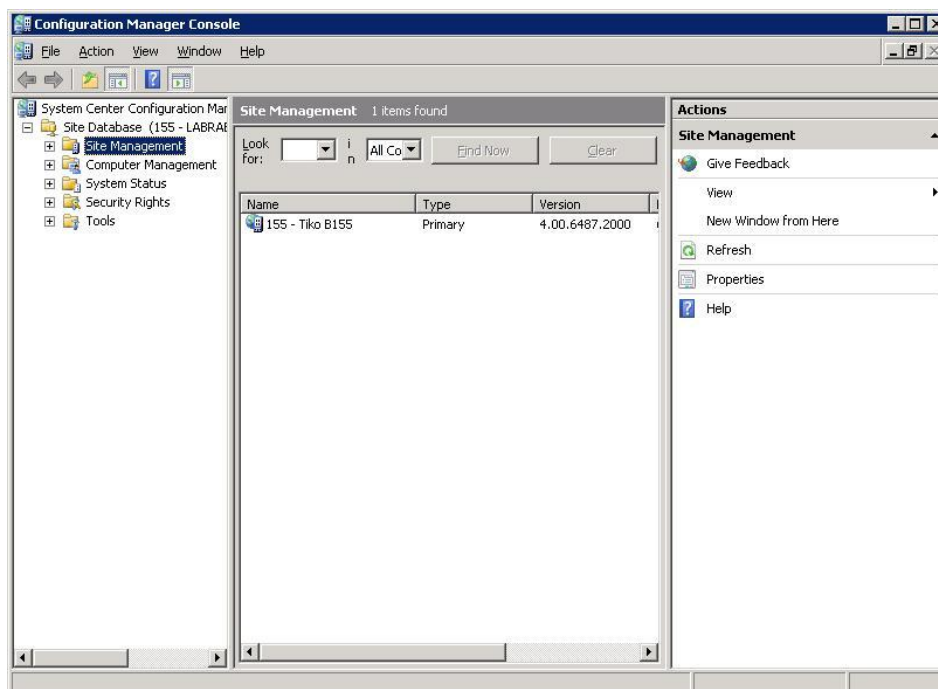 Configuration Manager Console
File Action View Window Help
System Center Configuration Mar
Site Database (155 - LABRAE
Site Management
Computer Management
System Status
Security Rights
Tools
Site Management 1 items found
Look for: in All Co Find Now Clear
Name Type Version
155 - Tiko B155 Primary 4.00.6487.2000
Actions
Site Management
Give Feedback
View
New Window from Here
Refresh
Properties
Help